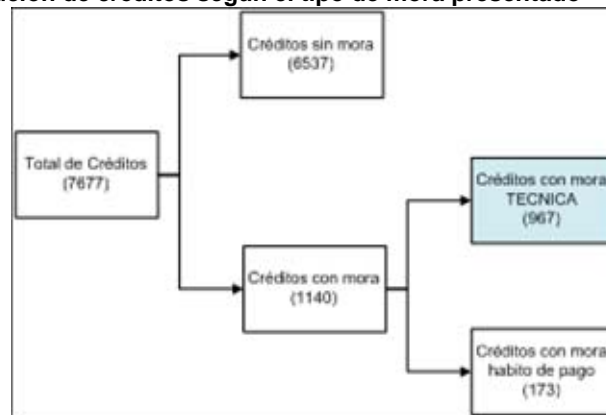 ción de créditos según el tipo de mora presentado
Créditos sin mora
(6537)
Total de Créditos
(7677)
Créditos con mora
TECNICA
(967)
Créditos con mora
(1140)
Créditos con mora
habito de pago
(173)